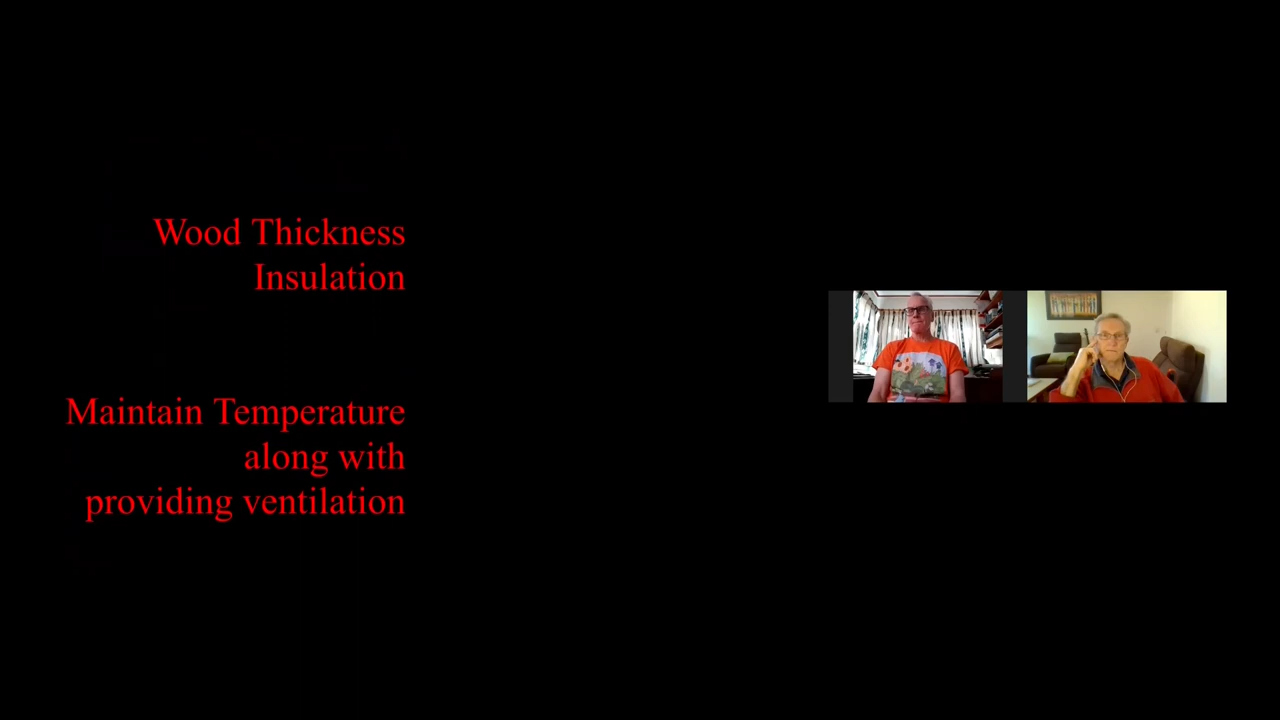 Wood Thickness
Insulation
Maintain Temperature
along with
providing ventilation